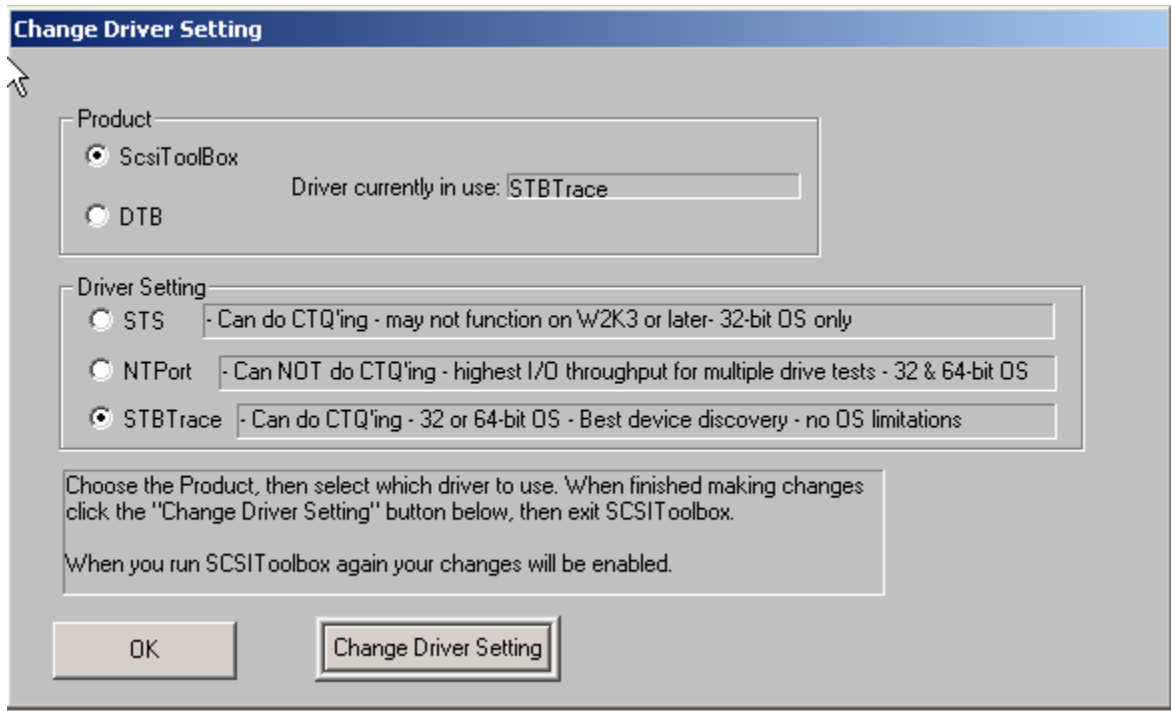 Change Driver Setting
Product
ScsiToolBox
Driver currently in use: STBTrace
DTB
Driver Setting
STS - Can do CTQ'ing - may not function on W2K3 or later- 32-bit OS only
NTPort - Can NOT do CTQ'ing - highest I/O throughput for multiple drive tests - 32 & 64-bit OS
STBTrace - Can do CTQ'ing - 32 or 64-bit OS - Best device discovery - no OS limitations
Choose the Product, then select which driver to use. When finished making changes
click the "Change Driver Setting" button below, then exit SCSIToolbox.
When you run SCSIToolbox again your changes will be enabled.
OK Change Driver Setting